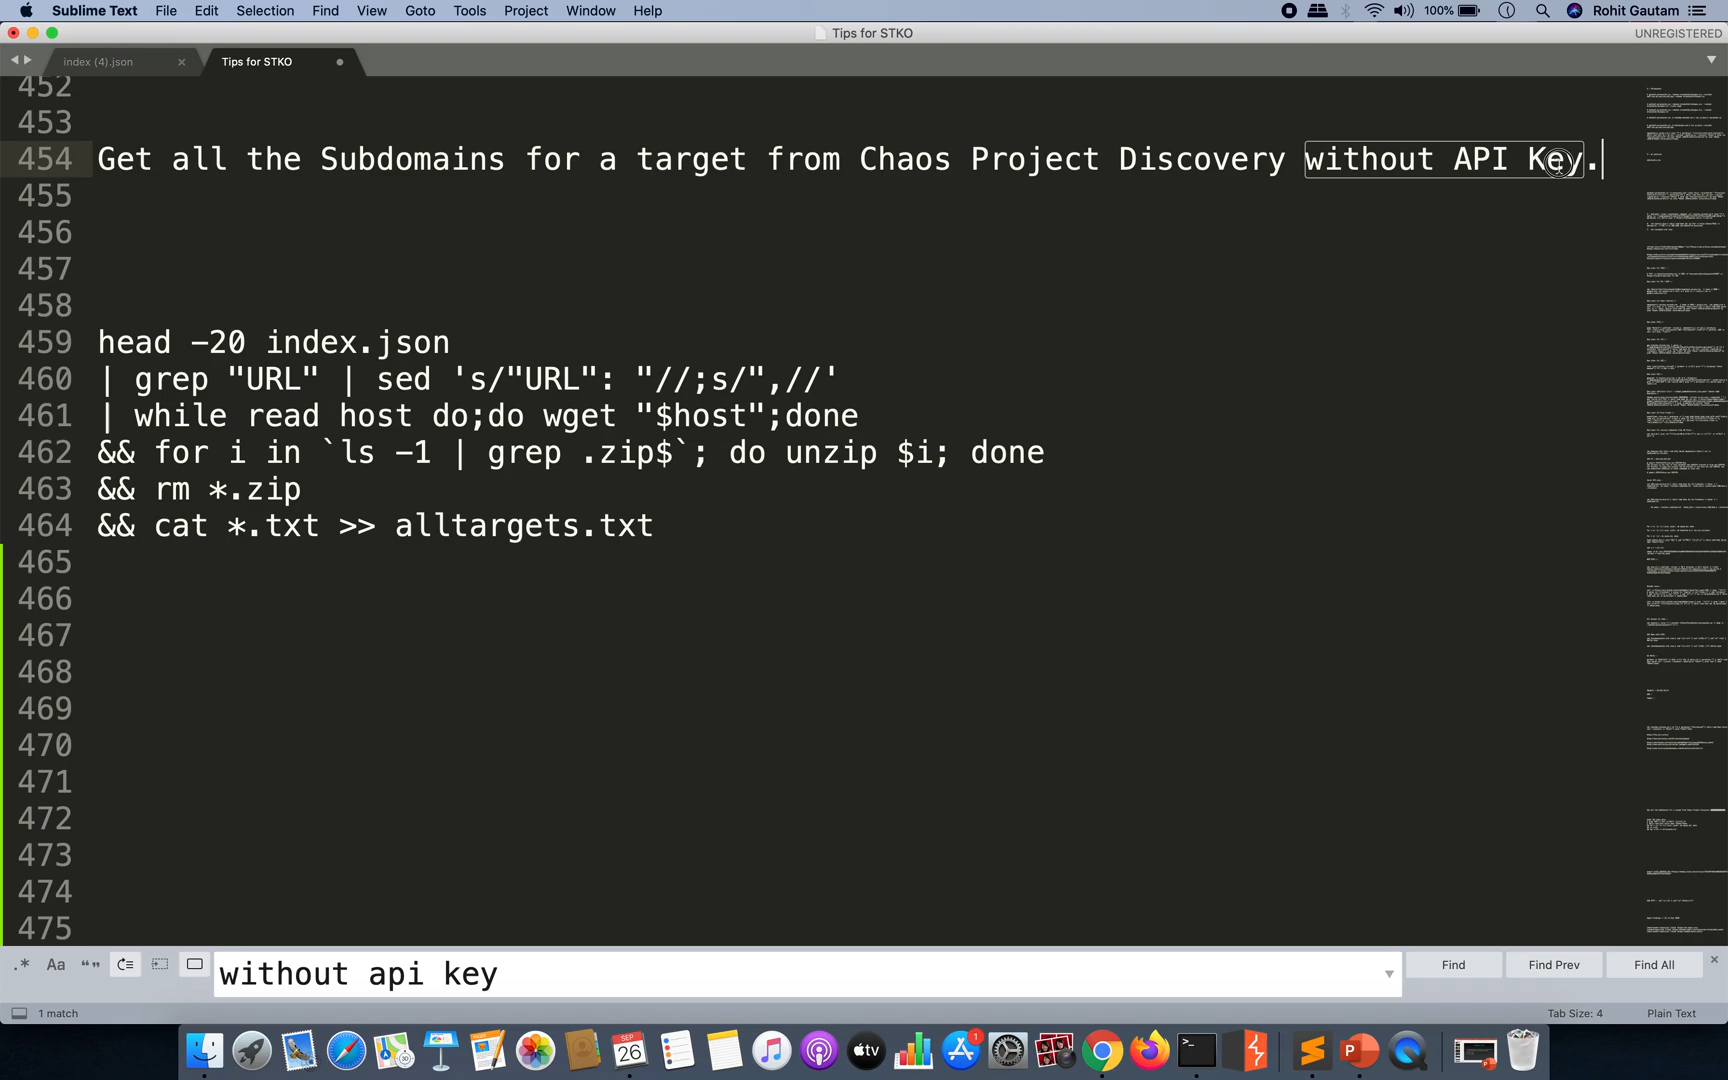 Sublime Text File Edit Selection Find View Goto Tools Project Window Help 100% Rohit Gautam
Tips for STKO UNREGISTERED
index (4).json Tips for STKO
452
453
454 Get all the Subdomains for a target from Chaos Project Discovery without API Key.
455
456
457
458
459 head -20 index.json
460 | grep "URL" | sed 's/"URL": "//;s/",//'
461 | while read host do;do wget "$host";done
462 && for i in `ls -1 | grep .zip$`; do unzip $i; done
463 && rm *.zip
464 && cat *.txt >> alltargets.txt
465
466
467
468
469
470
471
472
473
474
475
.* Aa “” without api key Find Find Prev Find All
1 match Tab Size: 4 Plain Text
SEP
26
tv
1
>_
P